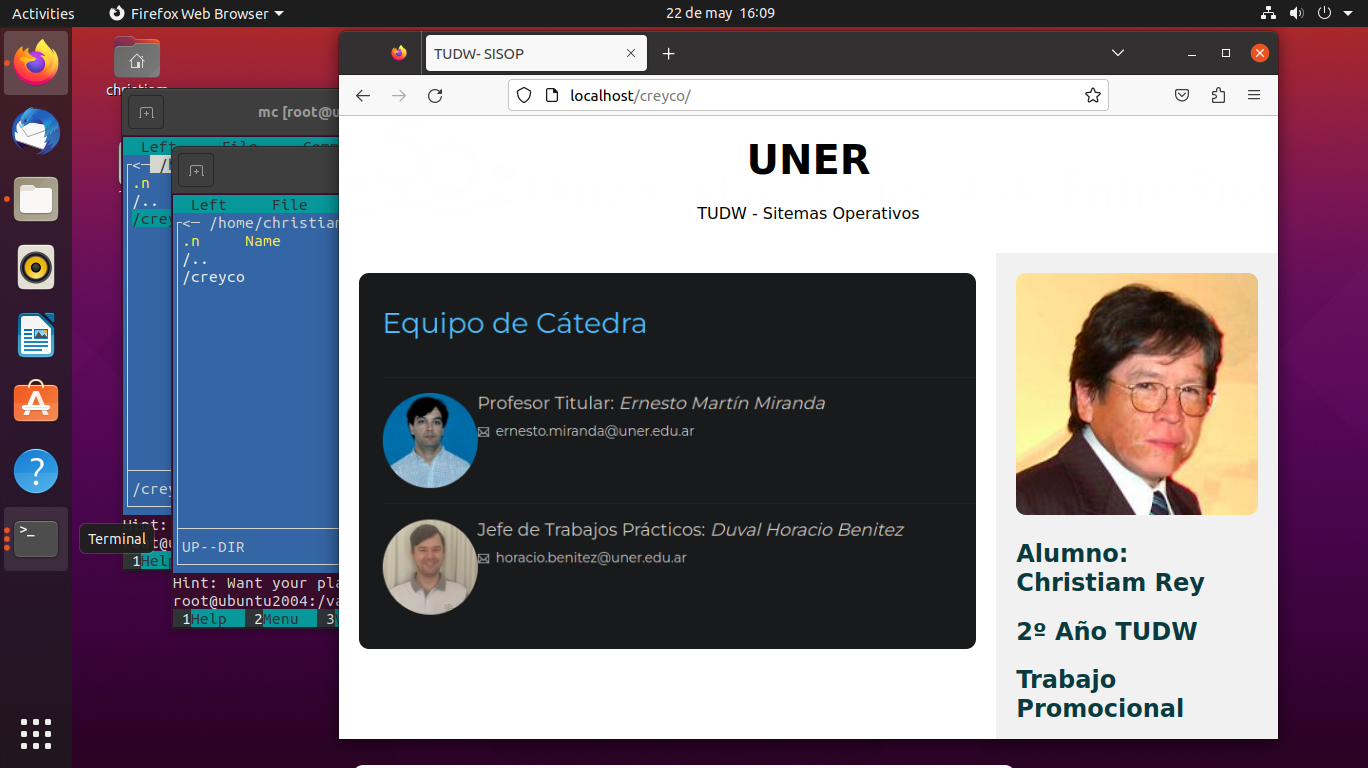 Activities
Firefox Web Browser
22 de may 16:09
christiam
mc [root@u
Left File Comm
.n
/..
/crey
/crey
Hint:
1Help
Left File
<─ /home/christian
.n Name
/..
/creyco
UP--DIR
Hint: Want your pla
root@ubuntu2004:/va
1Help 2Menu 3
Terminal
TUDW- SISOP
localhost/creyco/
UNER
TUDW - Sitemas Operativos
Equipo de Cátedra
Profesor Titular: Ernesto Martín Miranda
ernesto.miranda@uner.edu.ar
Jefe de Trabajos Prácticos: Duval Horacio Benitez
horacio.benitez@uner.edu.ar
Alumno:
Christiam Rey
2º Año TUDW
Trabajo
Promocional